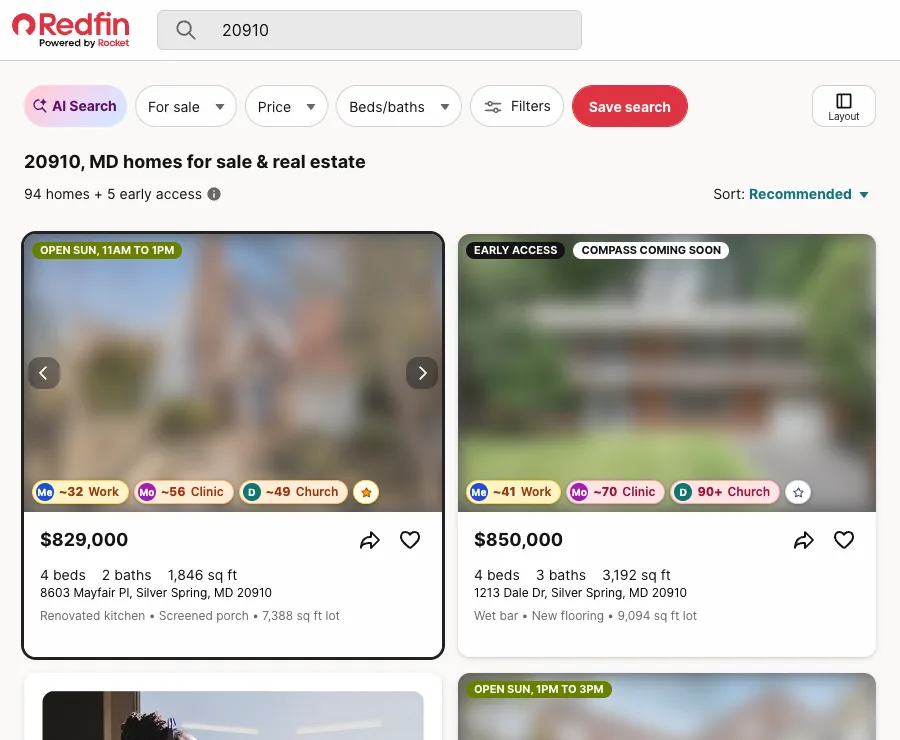 Redfin
Powered by Rocket
20910
AI Search
For sale
Price
Beds/baths
Filters
Save search
Layout
20910, MD homes for sale & real estate
94 homes + 5 early access
Sort: Recommended
OPEN SUN, 11AM TO 1PM
Me ~32 Work
Mo ~56 Clinic
D ~49 Church
$829,000
4 beds 2 baths 1,846 sq ft
8603 Mayfair Pl, Silver Spring, MD 20910
Renovated kitchen • Screened porch • 7,388 sq ft lot
EARLY ACCESS
COMPASS COMING SOON
Me ~41 Work
Mo ~70 Clinic
D 90+ Church
$850,000
4 beds 3 baths 3,192 sq ft
1213 Dale Dr, Silver Spring, MD 20910
Wet bar • New flooring • 9,094 sq ft lot
OPEN SUN, 1PM TO 3PM